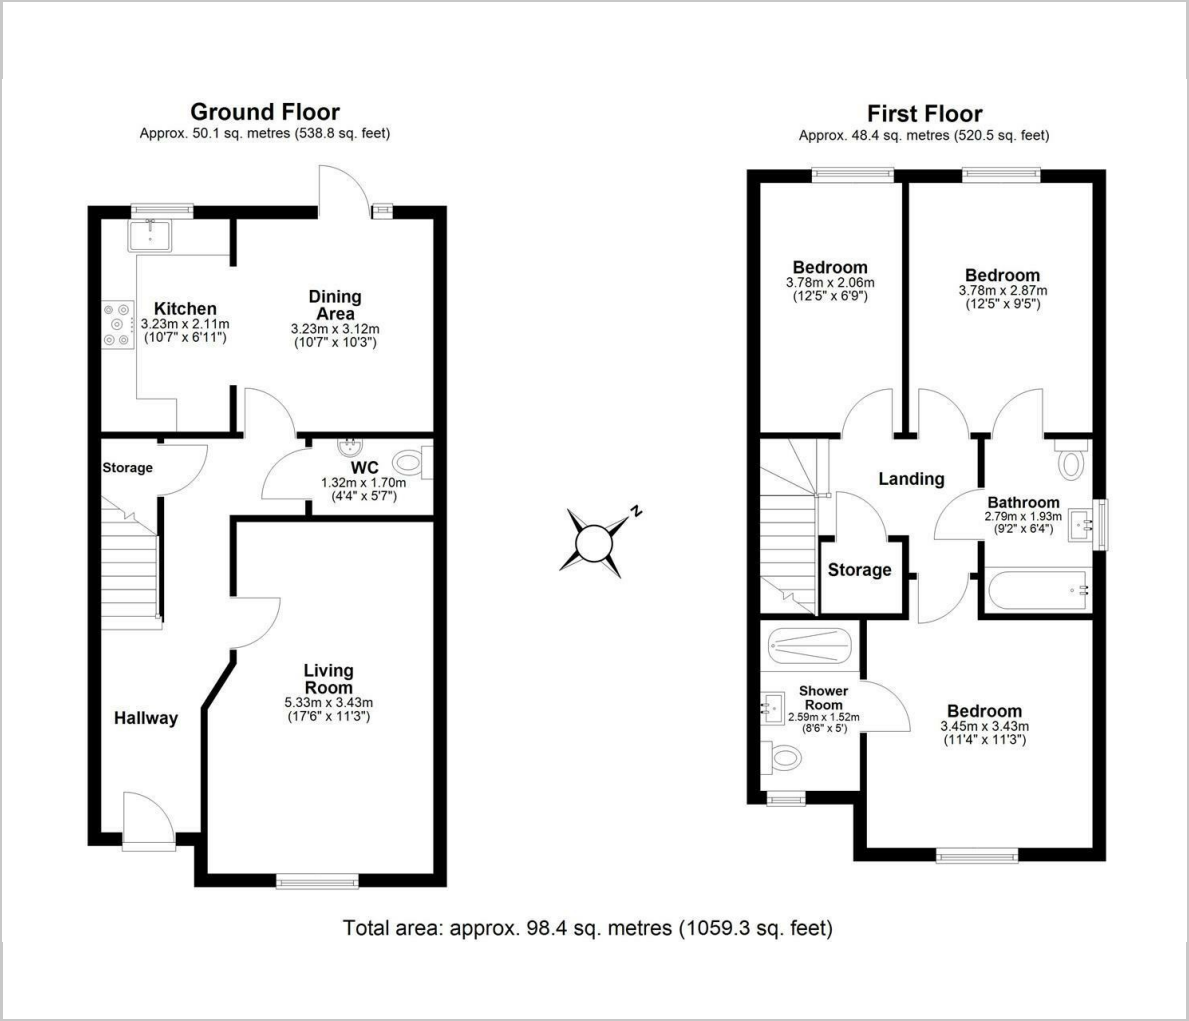 Ground Floor
Approx. 50.1 sq. metres (538.8 sq. feet)
Kitchen
3.23m x 2.11m
(10'7" x 6'11")
Dining
Area
3.23m x 3.12m
(10'7" x 10'3")
Storage
WC
1.32m x 1.70m
(4'4" x 5'7")
Living
Room
5.33m x 3.43m
(17'6" x 11'3")
Hallway
N
First Floor
Approx. 48.4 sq. metres (520.5 sq. feet)
Bedroom
3.78m x 2.06m
(12'5" x 6'9")
Bedroom
3.78m x 2.87m
(12'5" x 9'5")
Landing
Bathroom
2.79m x 1.93m
(9'2" x 6'4")
Storage
Shower
Room
2.59m x 1.52m
(8'6" x 5')
Bedroom
3.45m x 3.43m
(11'4" x 11'3")
Total area: approx. 98.4 sq. metres (1059.3 sq. feet)